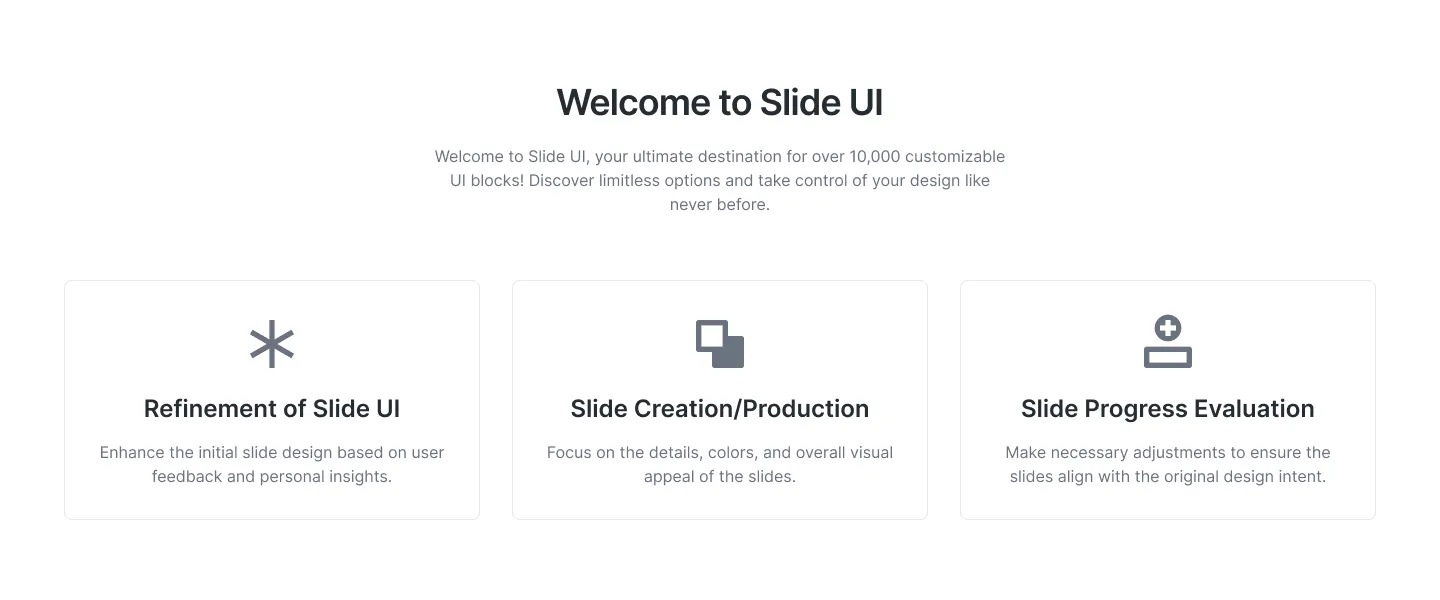 Welcome to Slide UI
Welcome to Slide UI, your ultimate destination for over 10,000 customizable
UI blocks! Discover limitless options and take control of your design like
never before.
Refinement of Slide UI
Enhance the initial slide design based on user
feedback and personal insights.
Slide Creation/Production
Focus on the details, colors, and overall visual
appeal of the slides.
Slide Progress Evaluation
Make necessary adjustments to ensure the
slides align with the original design intent.